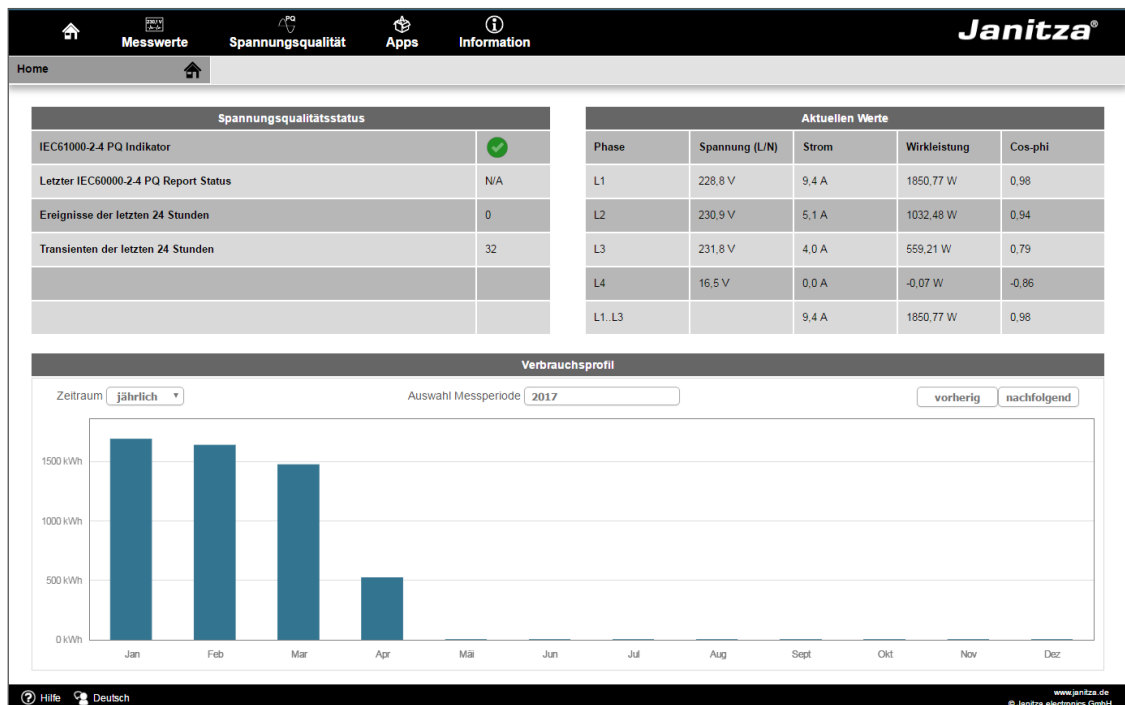 230,1 V
PQ
Messwerte
Spannungsqualität
Apps
Information
Janitza®
Home
Spannungsqualitätsstatus
IEC61000-2-4 PQ Indikator
Letzter IEC60000-2-4 PQ Report Status N/A
Ereignisse der letzten 24 Stunden 0
Transienten der letzten 24 Stunden 32
Aktuellen Werte
Phase Spannung (L/N) Strom Wirkleistung Cos-phi
L1 228,8 V 9,4 A 1850,77 W 0,98
L2 230,9 V 5,1 A 1032,48 W 0,94
L3 231,8 V 4,0 A 559,21 W 0,79
L4 16,5 V 0,0 A -0,07 W -0,86
L1..L3 9,4 A 1850,77 W 0,98
Verbrauchsprofil
Zeitraum jährlich Auswahl Messperiode 2017 vorherig nachfolgend
1500 kWh
1000 kWh
500 kWh
0 kWh
Jan Feb Mar Apr Mäi Jun Jul Aug Sept Okt Nov Dez
? Hilfe Deutsch
www.janitza.de
© Janitza electronics GmbH